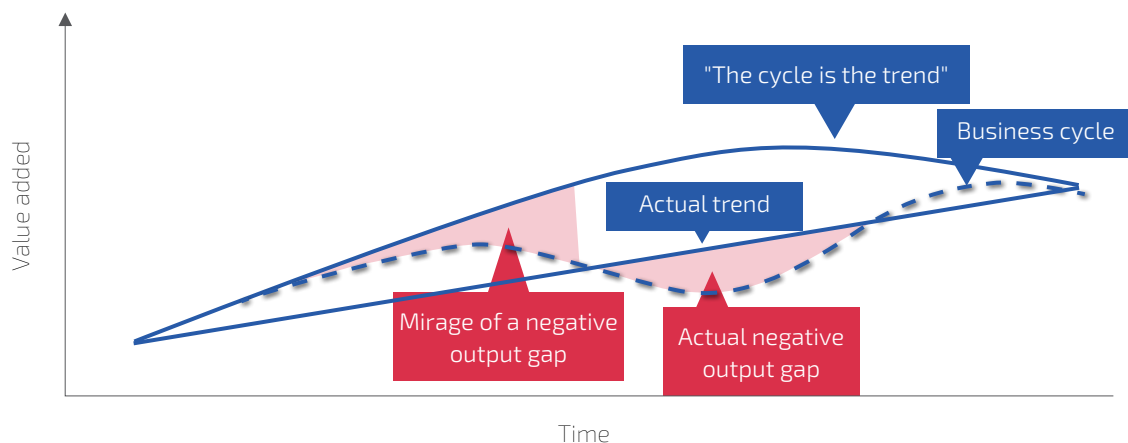 "The cycle is the trend"
Business cycle
Value added
Actual trend
Mirage of a negative
output gap
Actual negative
output gap
Time